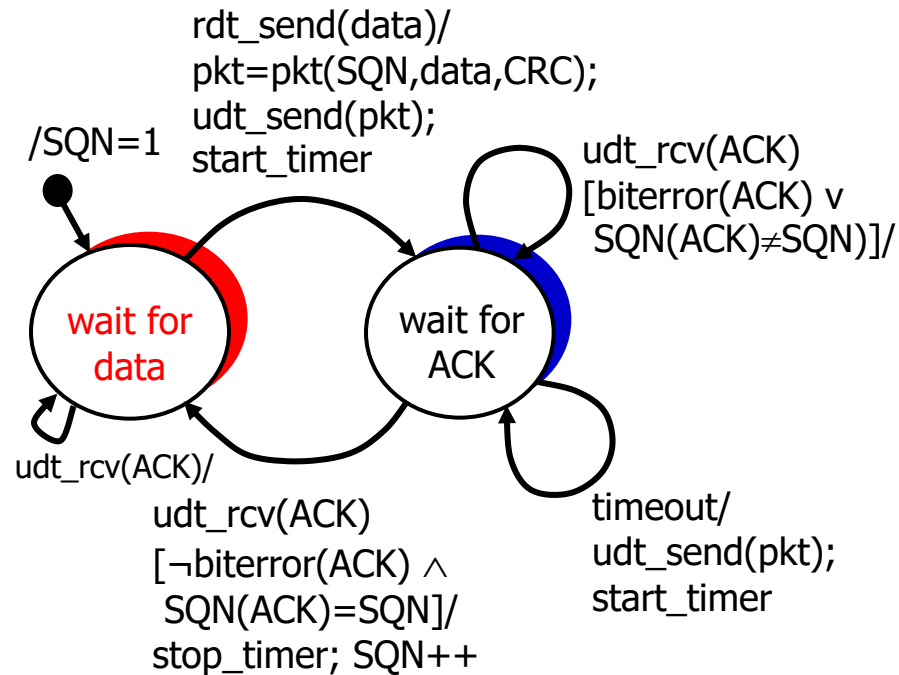 rdt_send(data)/
pkt=pkt(SQN,data,CRC);
udt_send(pkt);
start_timer
/SQN=1
udt_rcv(ACK)
[biterror(ACK) ∨
SQN(ACK)≠SQN)]/
wait for
data
wait for
ACK
udt_rcv(ACK)/
udt_rcv(ACK)
[¬biterror(ACK) ∧
SQN(ACK)=SQN]/
stop_timer; SQN++
timeout/
udt_send(pkt);
start_timer